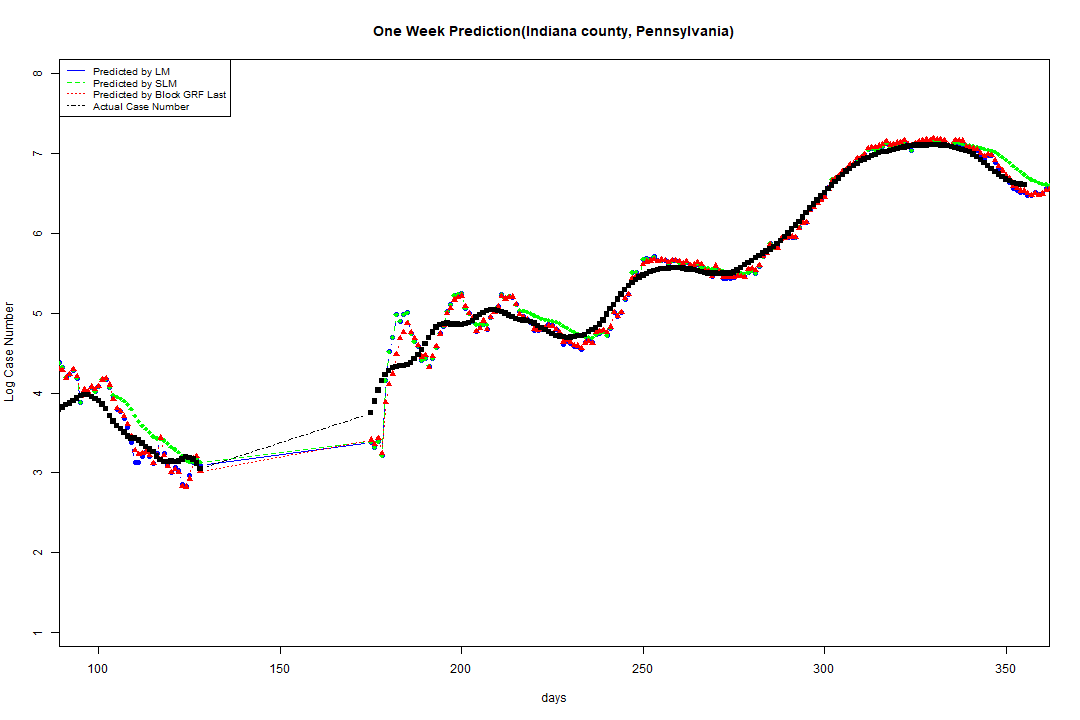 One Week Prediction(Indiana county, Pennsylvania)
Predicted by LM
Predicted by SLM
Predicted by Block GRF Last
Actual Case Number
8
7
6
5
4
3
2
1
Log Case Number
100
150
200
250
300
350
days